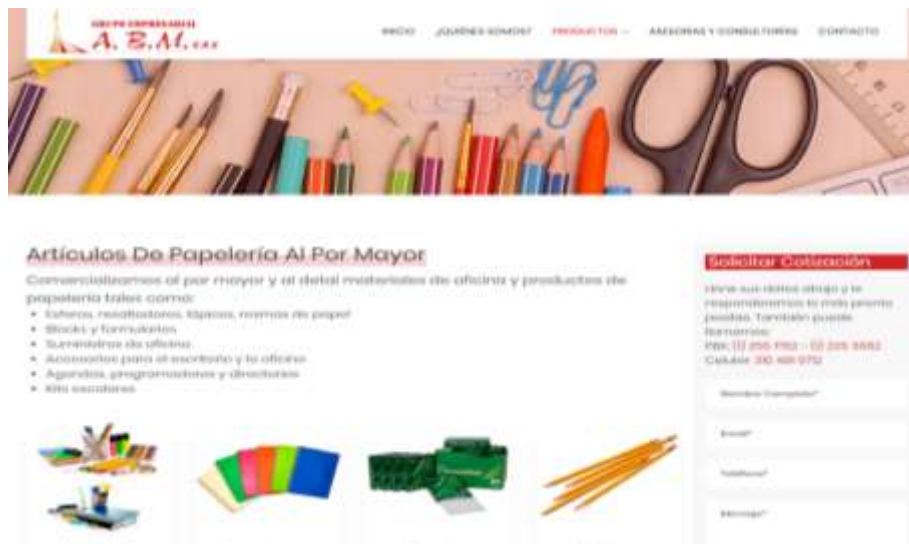 GRUPO EMPRESARIAL
A. B.M. S.A.S
INICIO ¿QUIÉNES SOMOS? PRODUCTOS ASESORIAS Y CONSULTORÍAS CONTACTO
Artículos De Papelería Al Por Mayor
Comercializamos al por mayor y al detal materiales de oficina y productos de
papelería tales como:
Esferos, resaltadores, lápices, resmas de papel
Blocks y formularios
Suministros de oficina
Accesorios para el escritorio y la oficina
Agendas, programadores y directorios
Kits escolares
Solicitar Cotización
Llene sus datos abajo y le
responderemos lo más pronto
posible. También puede
llamarnos:
PBX: (1)
Celular: 310
Nombre Completo*
Email*
Teléfono*
Mensaje*